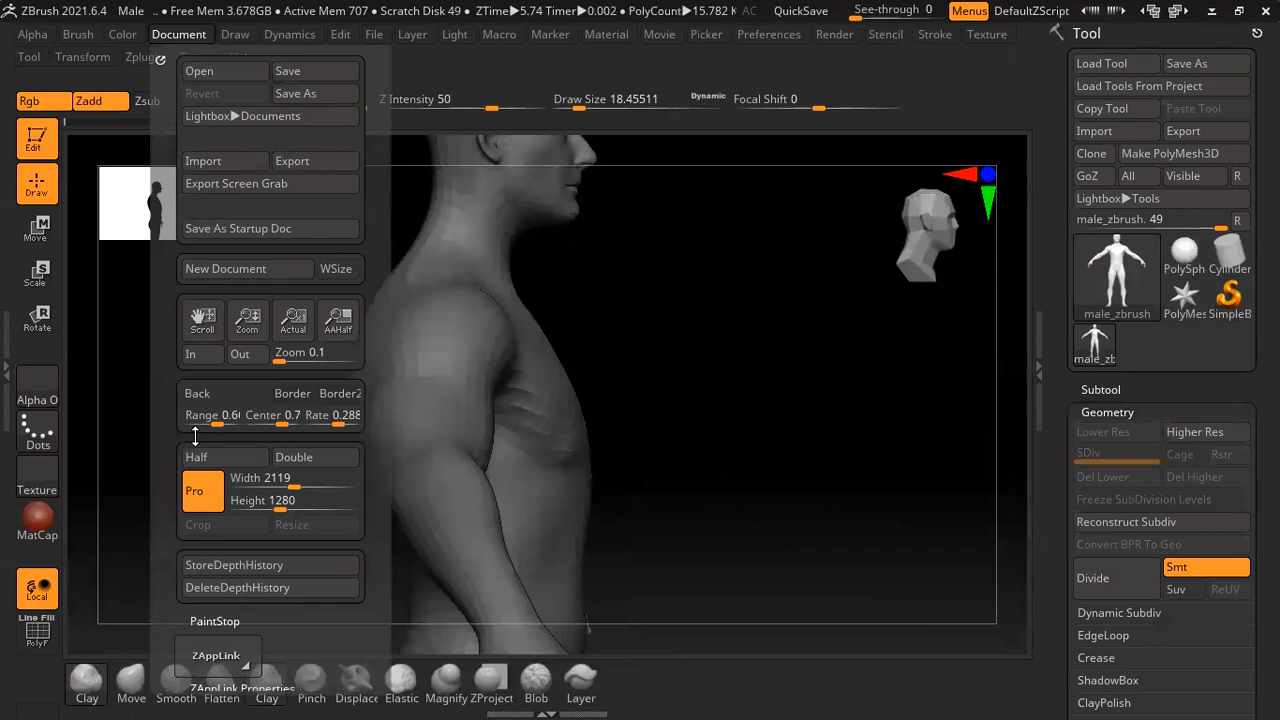 ZBrush 2021.6.4 Male • Free Mem 3.678GB • Active Mem 707 • Scratch Disk 49 • ZTime▶5.74 Timer▶0.002 • PolyCount▶15.782 K AC QuickSave See-through 0 Menus DefaultZScript
Alpha Brush Color Document Draw Dynamics Edit File Layer Light Macro Marker Material Movie Picker Preferences Render Stencil Stroke Texture
Tool Transform Zplug
Rgb Zadd Zsub
Z Intensity 50 Draw Size 18.45511 Dynamic Focal Shift 0
Edit
Draw
Move
Scale
Rotate
Alpha O
Dots
Texture
MatCap
Local
Line Fill
PolyF
Open Save
Revert Save As
Lightbox▶Documents
Import Export
Export Screen Grab
Save As Startup Doc
New Document WSize
Scroll Zoom Actual AAHalf
In Out Zoom 0.1
Back Border Border2
Range 0.6 Center 0.7 Rate 0.288
Half Double
Pro Width 2119
Height 1280
Crop Resize
StoreDepthHistory
DeleteDepthHistory
PaintStop
ZAppLink
ZAppLink Properties
Clay Move Smooth Flatten Clay Pinch Displace Elastic Magnify ZProject Blob Layer
Tool
Load Tool Save As
Load Tools From Project
Copy Tool Paste Tool
Import Export
Clone Make PolyMesh3D
GoZ All Visible R
Lightbox▶Tools
male_zbrush. 49 R
male_zbrush
PolySph Cylinder
PolyMes SimpleB
male_zb
Subtool
Geometry
Lower Res Higher Res
SDiv Cage Rstr
Del Lower Del Higher
Freeze SubDivision Levels
Reconstruct Subdiv
Convert BPR To Geo
Divide Smt
Suv ReUV
Dynamic Subdiv
EdgeLoop
Crease
ShadowBox
ClayPolish